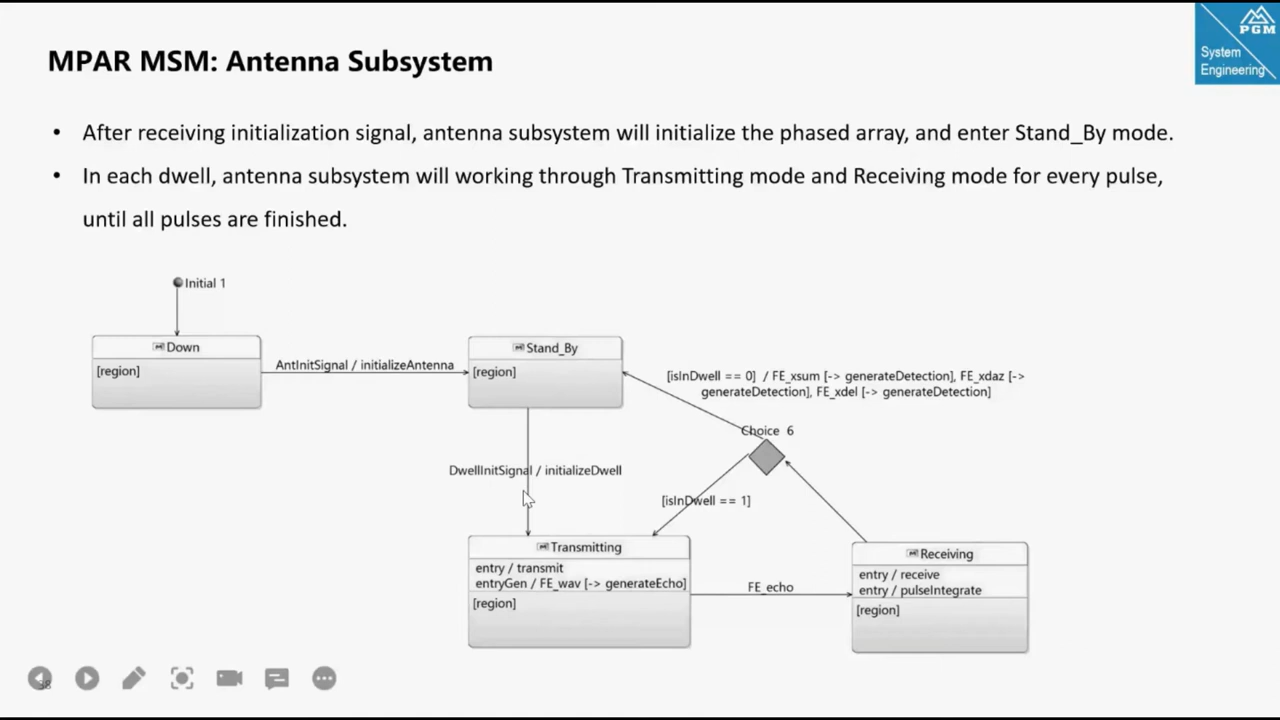 MPAR MSM: Antenna Subsystem
PGM
System
Engineering
• After receiving initialization signal, antenna subsystem will initialize the phased array, and enter Stand_By mode.
• In each dwell, antenna subsystem will working through Transmitting mode and Receiving mode for every pulse,
until all pulses are finished.
Initial 1
Down
[region]
AntInitSignal / initializeAntenna
Stand_By
[region]
[isInDwell == 0] / FE_xsum [-> generateDetection], FE_xdaz [->
generateDetection], FE_xdel [-> generateDetection]
Choice 6
DwellInitSignal / initializeDwell
[isInDwell == 1]
Transmitting
entry / transmit
entryGen / FE_wav [-> generateEcho]
[region]
FE_echo
Receiving
entry / receive
entry / pulseIntegrate
[region]
38